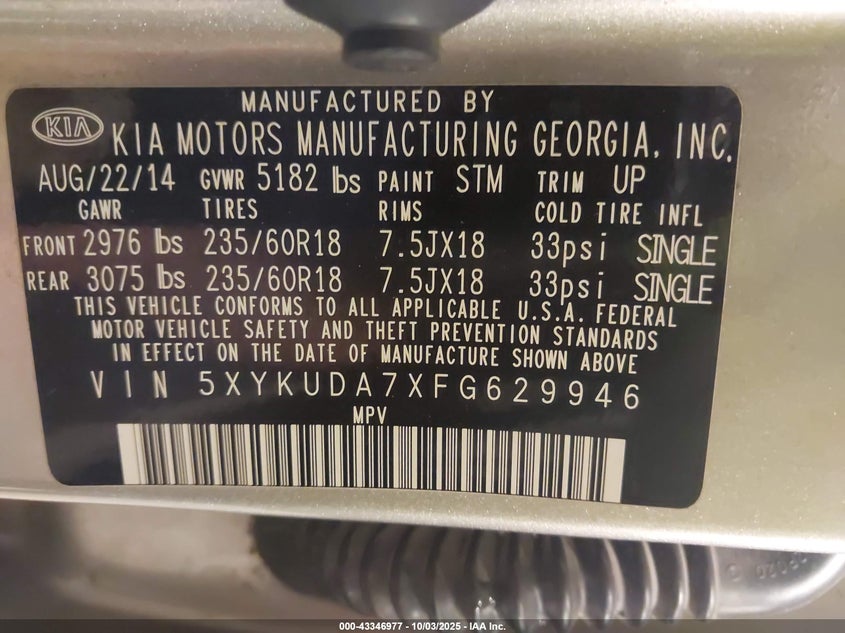 MANUFACTURED BY
KIA KIA MOTORS MANUFACTURING GEORGIA, INC.
AUG/22/14 GVWR 5182 lbs PAINT STM TRIM UP
GAWR TIRES RIMS COLD TIRE INFL
FRONT 2976 lbs 235/60R18 7.5JX18 33psi SINGLE
REAR 3075 lbs 235/60R18 7.5JX18 33psi SINGLE
THIS VEHICLE CONFORMS TO ALL APPLICABLE U.S.A. FEDERAL
MOTOR VEHICLE SAFETY AND THEFT PREVENTION STANDARDS
IN EFFECT ON THE DATE OF MANUFACTURE SHOWN ABOVE
VIN 5XYKUDA7XFG629946
MPV
000-43346977 - 10/03/2025 - IAA Inc.